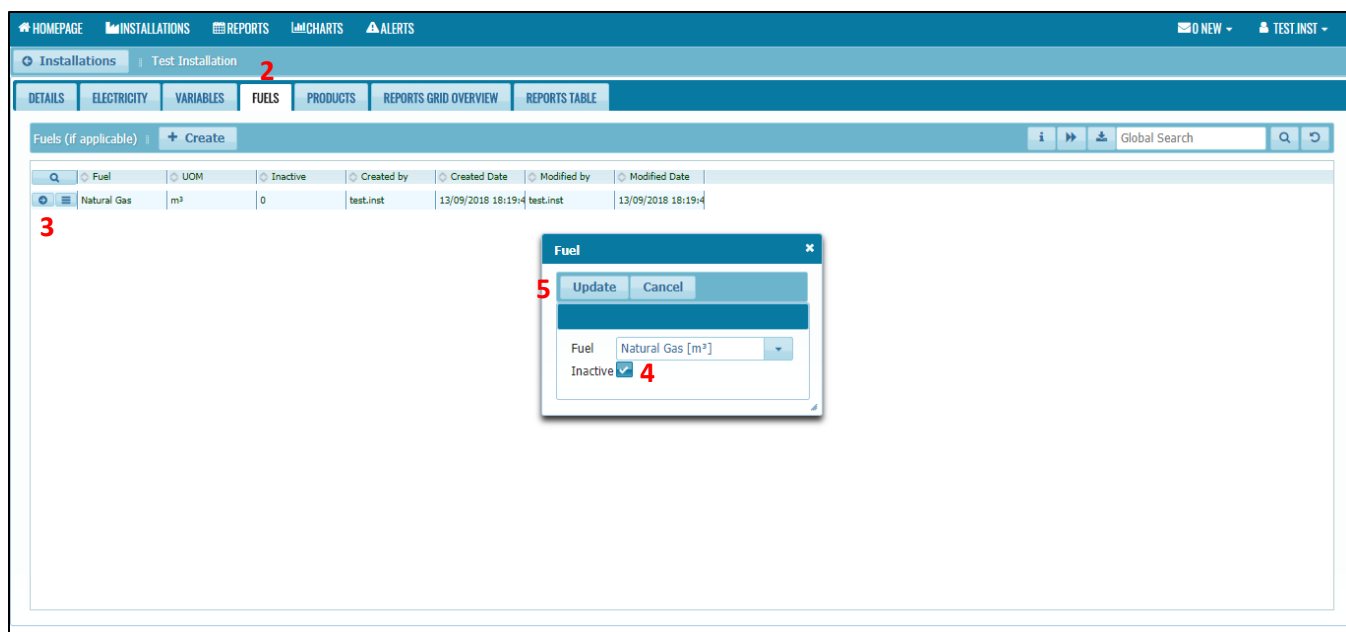 HOMEPAGE INSTALLATIONS REPORTS CHARTS ALERTS 0 NEW TEST.INST
Installations Test Installation
2
DETAILS ELECTRICITY VARIABLES FUELS PRODUCTS REPORTS GRID OVERVIEW REPORTS TABLE
Fuels (if applicable) + Create i Global Search
Fuel UOM Inactive Created by Created Date Modified by Modified Date
Natural Gas m³ 0 test.inst 13/09/2018 18:19:4 test.inst 13/09/2018 18:19:4
3
Fuel ×
5 Update Cancel
Fuel Natural Gas [m³]
Inactive 4